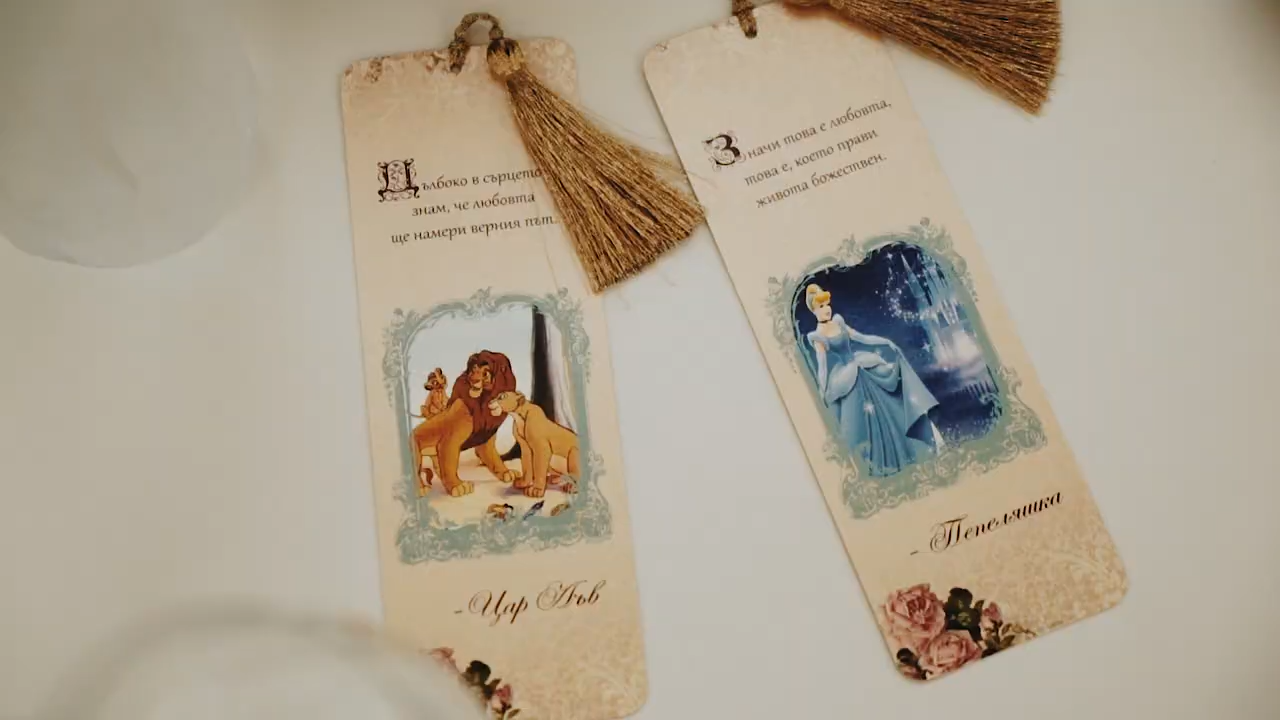 Дълбоко в сърцето
знам, че любовта
ще намери верния път...
- Цар Лъв
Значи това е любовта,
това е, което прави
живота божествен.
- Пепеляшка